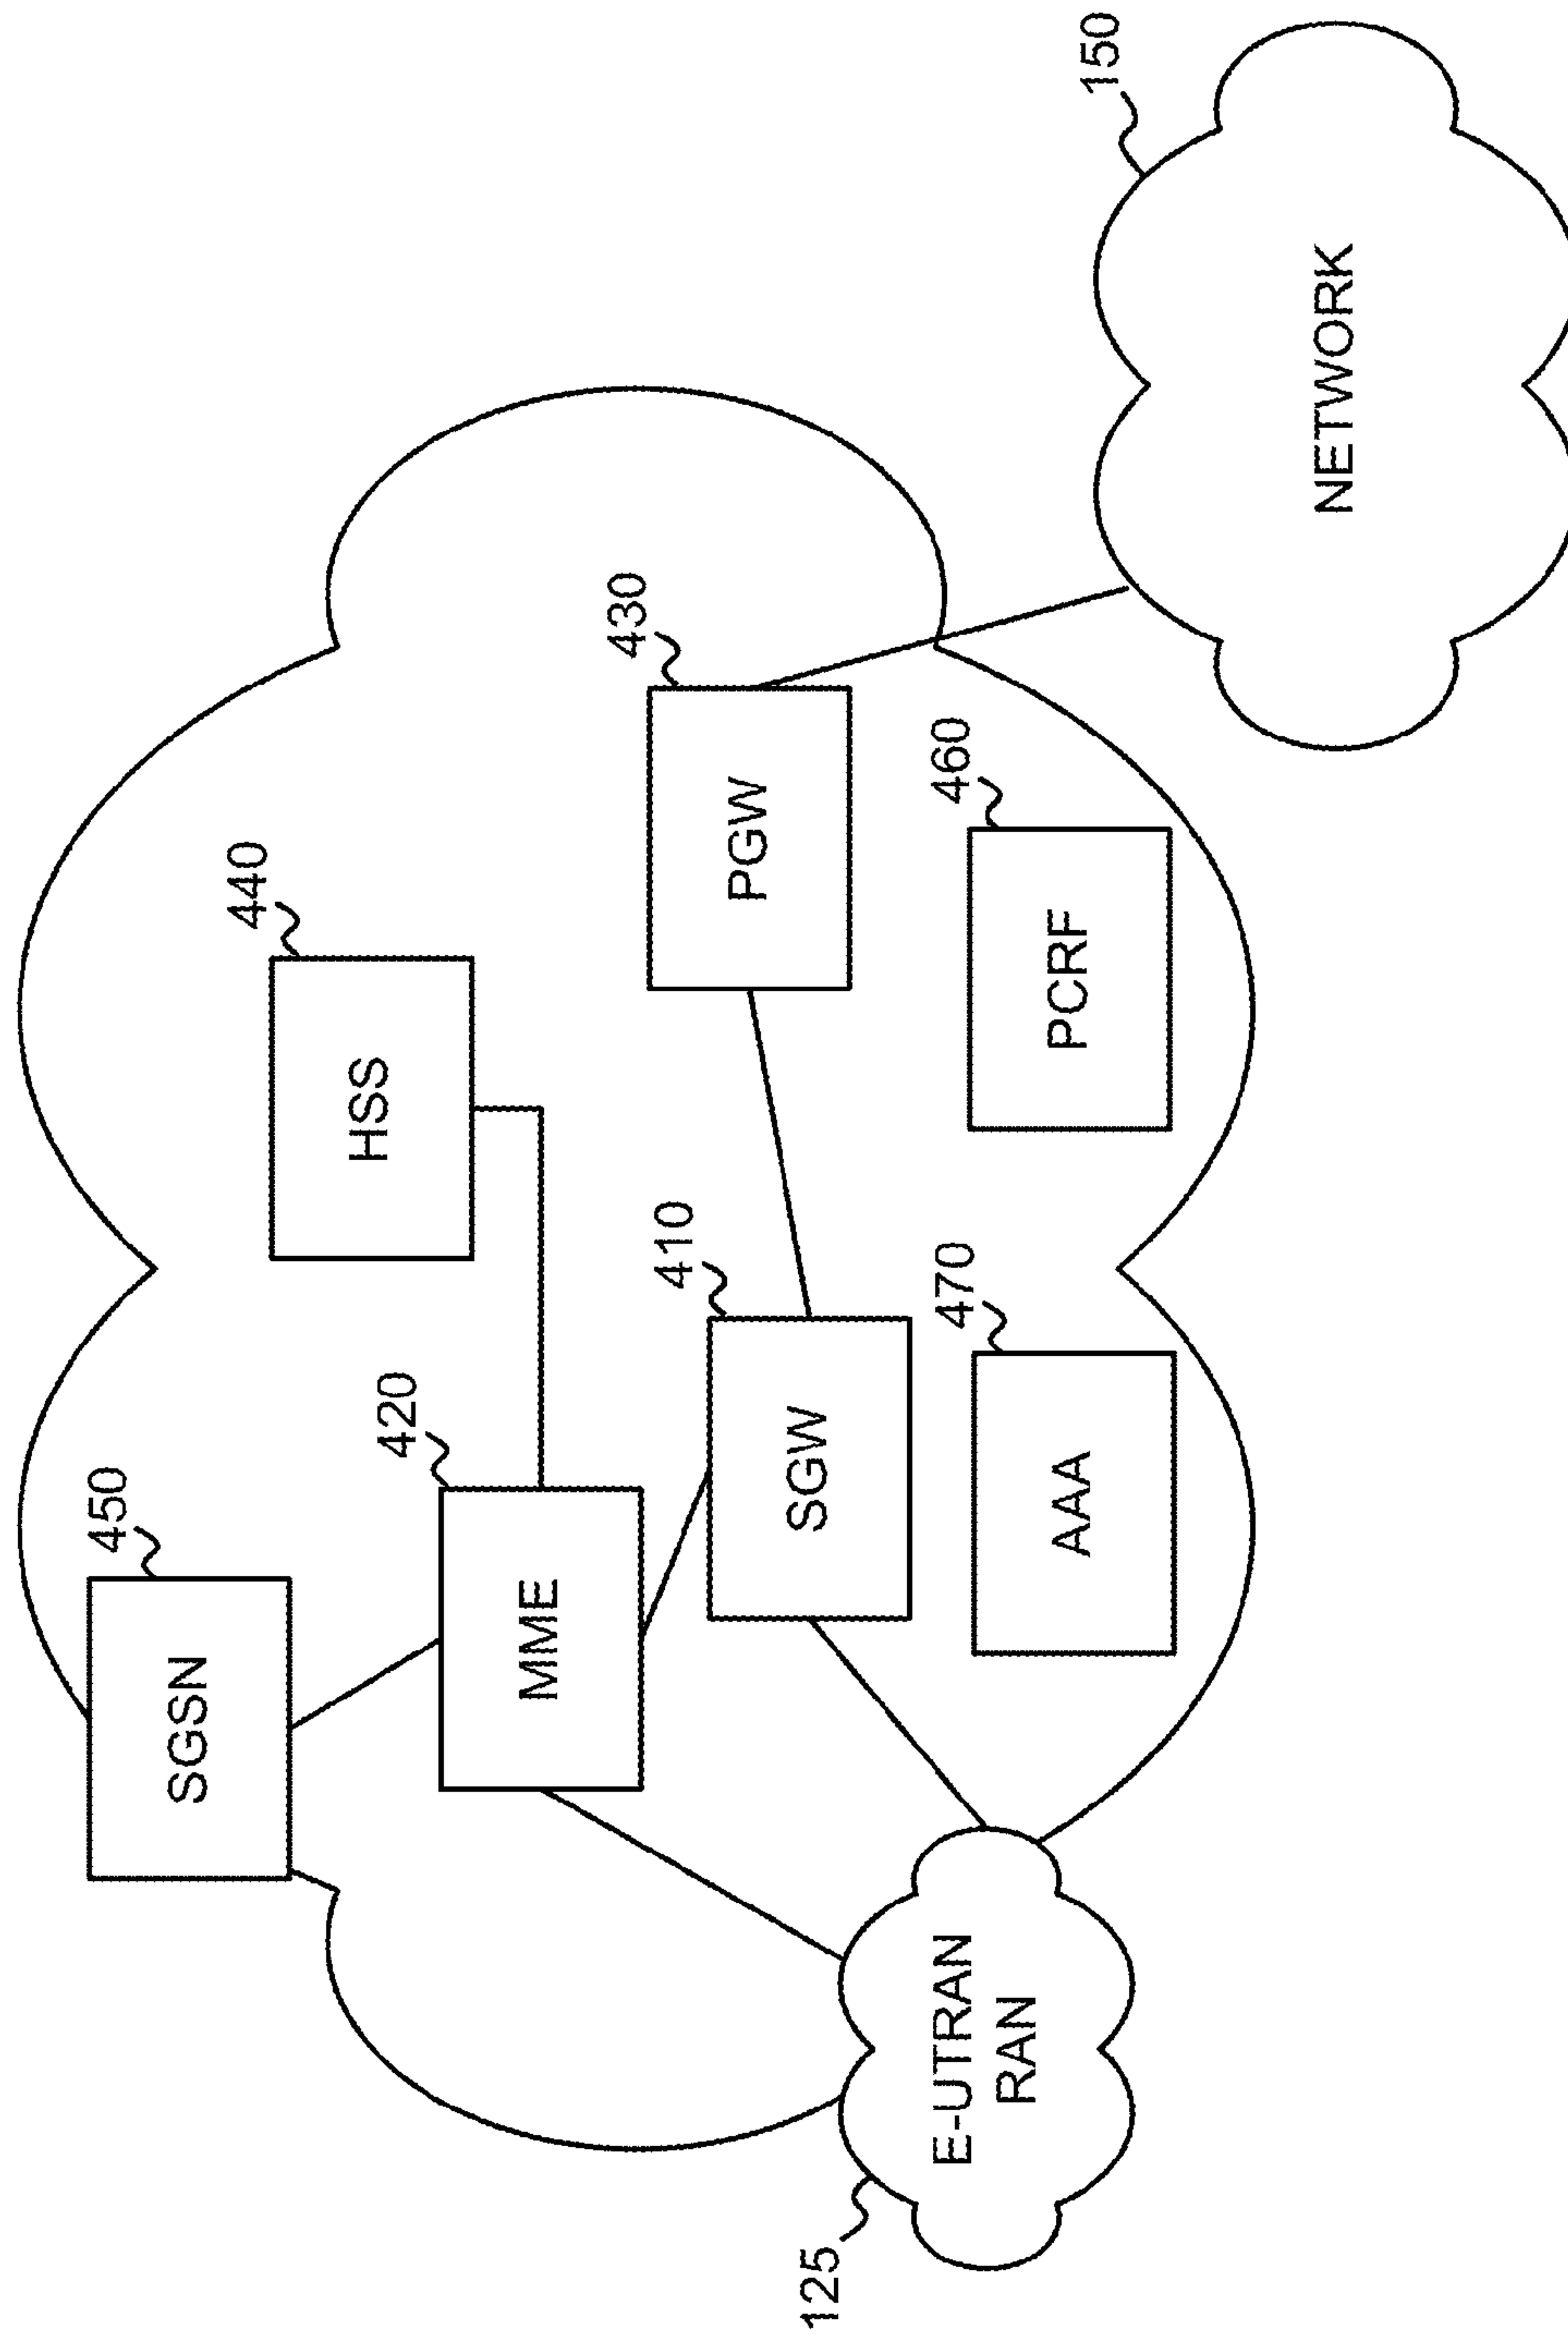 450
SGSN
440
HSS
420
MME
430
PGW
410
SGW
460
PCRF
470
AAA
125
E-UTRAN
RAN
150
NETWORK